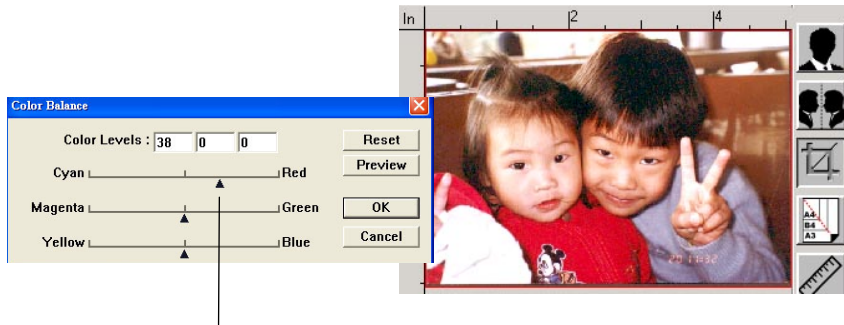 In 2 4
Color Balance
Color Levels : 38 0 0
Reset
Cyan Red
Preview
Magenta Green
OK
Yellow Blue
Cancel
A4
B4
A3